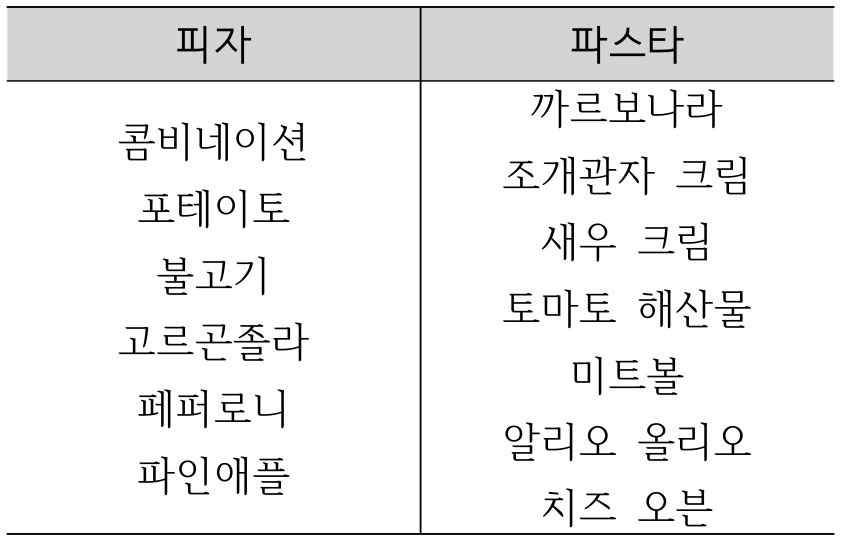 피자 파스타
콤비네이션
포테이토
불고기
고르곤졸라
페퍼로니
파인애플
까르보나라
조개관자 크림
새우 크림
토마토 해산물
미트볼
알리오 올리오
치즈 오븐